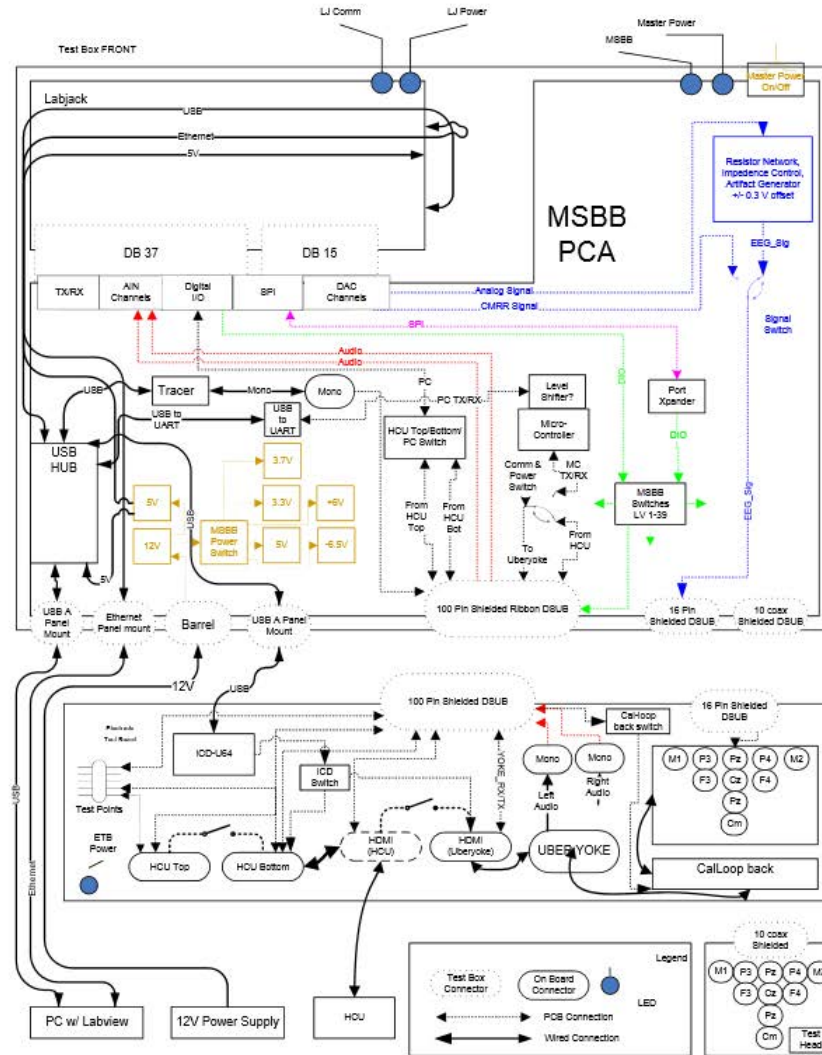 LJ Comm
LJ Power
Master Power
MSBB
Test Box FRONT
Master Power
On/Off
Labjack
USB
Ethernet
5V
Resistor Network,
Impedence Control,
Artifact Generator
+/- 0.3 V offset
MSBB
PCA
DB 37
DB 15
EEG_Sig
TX/RX
AIN
Channels
Digital
I/O
SPI
DAC
Channels
Analog Signal
CMRR Signal
Signal
Switch
SPI
Audio
Audio
DIO
PC
USB
Tracer
Mono
Mono
PC TX/RX
Level
Shifter?
Port
Xpander
USB to
UART
USB
to
UART
HCU Top/Bottom/
PC Switch
Micro-
Controller
DIO
USB
HUB
3.7V
Comm &
Power
Switch
MC
TX/RX
5V
3.3V
+6V
MSBB
Switches
LV 1-39
EEG_Sig
USB
From
HCU
Top
From
HCU
Bot
12V
MSBB
Power
Switch
5V
-6.5V
To
Uberyoke
From
HCU
5V
USB A
Panel
Mount
Ethernet
Panel mount
Barrel
USB A Panel
Mount
100 Pin Shielded Ribbon DSUB
16 Pin
Shielded DSUB
10 coax
Shielded DSUB
12V
USB
100 Pin Shielded DSUB
CalLoop
back switch
16 Pin Shielded
DSUB
ICD-U64
ICD
Switch
YOKE_RX/TX
Mono
Mono
Left
Audio
Right
Audio
M1
P3
Pz
P4
M2
F3
Cz
F4
Pz
Cm
Test Points
ETB
Power
HCU Top
HCU Bottom
HDMI
(HCU)
HDMI
(Uberyoke)
UBERYOKE
CalLoop back
USB
Ethernet
Legend
Test Box
Connector
On Board
Connector
LED
PCB Connection
Wired Connection
10 coax
Shielded
M1
P3
Pz
P4
F3
Cz
F4
Pz
Cm
Test
Head
PC w/ Labview
12V Power Supply
HCU